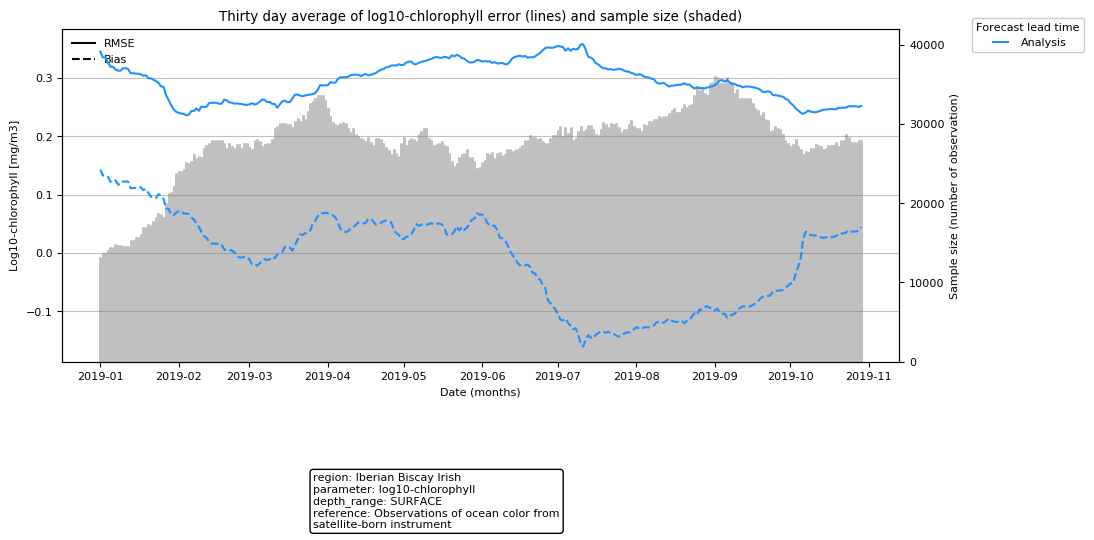 Thirty day average of log10-chlorophyll error (lines) and sample size (shaded)
Forecast lead time
Analysis
RMSE
Bias
Log10-chlorophyll [mg/m3]
0.3
0.2
0.1
0.0
−0.1
40000
30000
20000
10000
0
Sample size (number of observation)
2019-01 2019-02 2019-03 2019-04 2019-05 2019-06 2019-07 2019-08 2019-09 2019-10 2019-11
Date (months)
region: Iberian Biscay Irish
parameter: log10-chlorophyll
depth_range: SURFACE
reference: Observations of ocean color from
satellite-born instrument